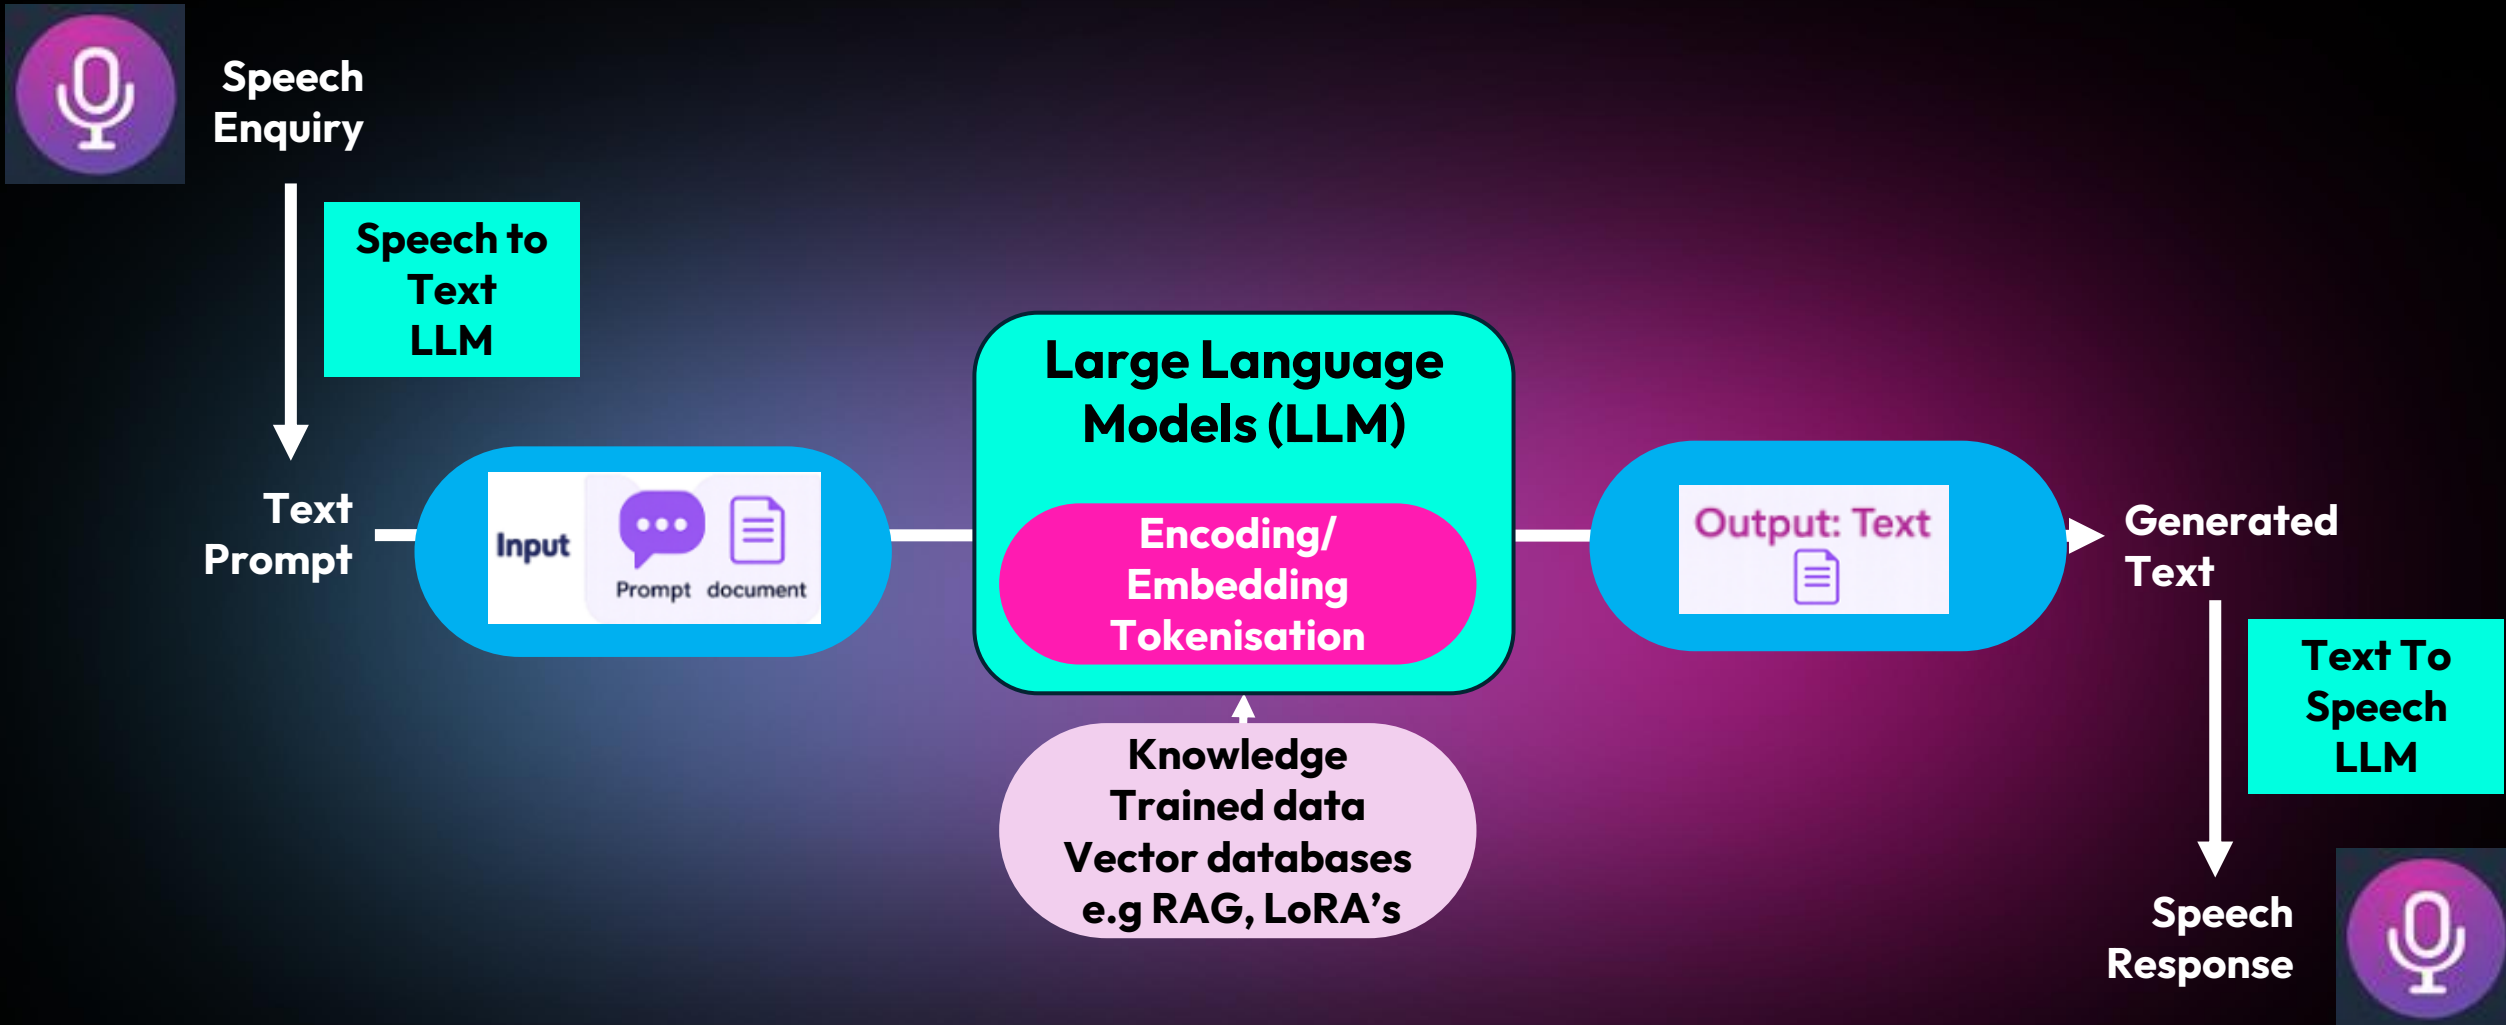 Speech
Enquiry
Speech to
Text
LLM
Text
Prompt
Input
Prompt document
Large Language
Models (LLM)
Encoding/
Embedding
Tokenisation
Knowledge
Trained data
Vector databases
e.g RAG, LoRA’s
Output: Text
Generated
Text
Text To
Speech
LLM
Speech
Response